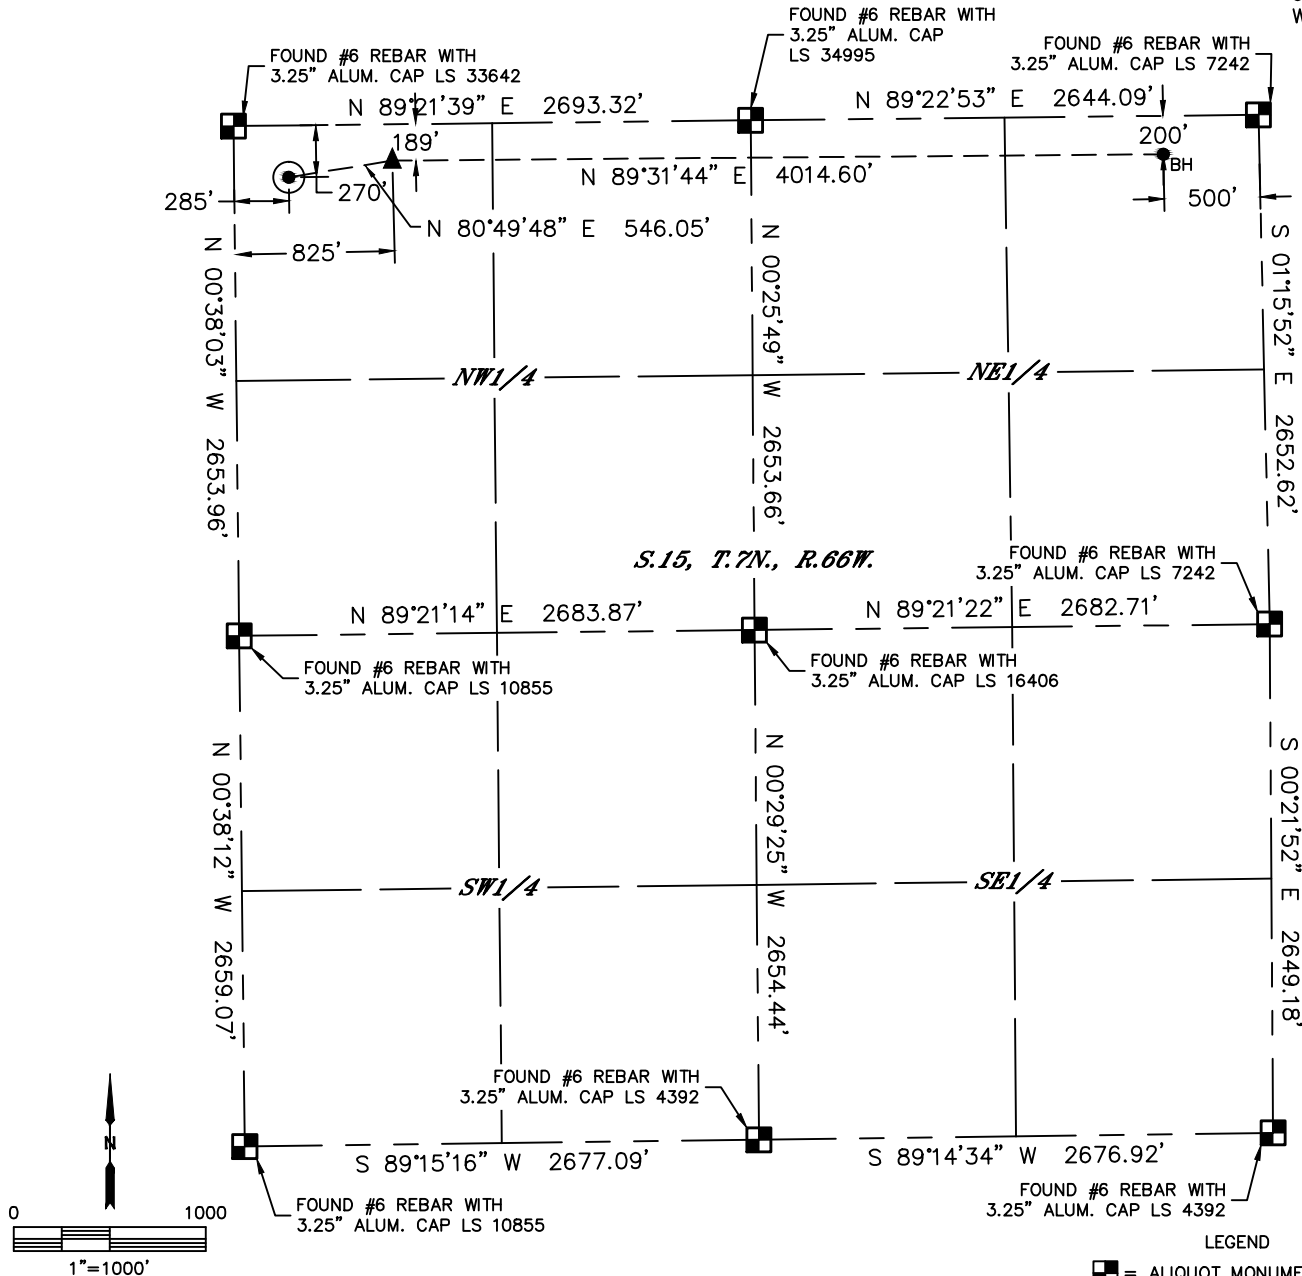 W
FOUND #6 REBAR WITH
3.25" ALUM. CAP
LS 34995
FOUND #6 REBAR WITH
3.25" ALUM. CAP LS 33642
FOUND #6 REBAR WITH
3.25" ALUM. CAP LS 7242
N 89°21'39" E 2693.32'
N 89°22'53" E 2644.09'
189'
200'
BH
N 89°31'44" E 4014.60'
285'
270'
500'
N 80°49'48" E 546.05'
825'
N 00°38'03" W 2653.96'
N 00°25'49" W 2653.66'
S 01°15'52" E 2652.62'
NW1/4
NE1/4
S.15, T.7N., R.66W.
FOUND #6 REBAR WITH
3.25" ALUM. CAP LS 7242
N 89°21'14" E 2683.87'
N 89°21'22" E 2682.71'
FOUND #6 REBAR WITH
3.25" ALUM. CAP LS 10855
FOUND #6 REBAR WITH
3.25" ALUM. CAP LS 16406
N 00°38'12" W 2659.07'
N 00°29'25" W 2654.44'
S 00°21'52" E 2649.18'
SW1/4
SE1/4
FOUND #6 REBAR WITH
3.25" ALUM. CAP LS 4392
N
S 89°15'16" W 2677.09'
S 89°14'34" W 2676.92'
FOUND #6 REBAR WITH
3.25" ALUM. CAP LS 10855
FOUND #6 REBAR WITH
3.25" ALUM. CAP LS 4392
0 1000
1"=1000'
LEGEND
= ALIQUOT MONUME